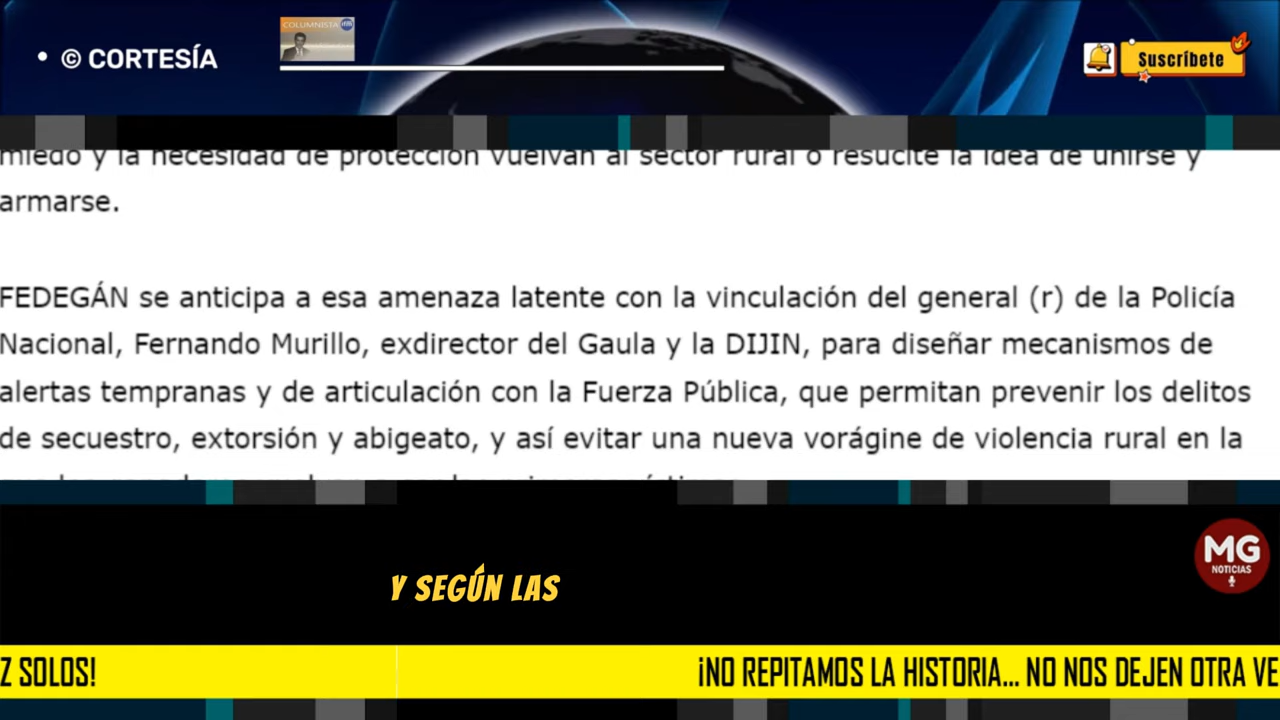 • © CORTESÍA
COLUMNISTA
Suscríbete
miedo y la necesidad de protección vuelvan al sector rural o resucite la idea de unirse y
armarse.
FEDEGÁN se anticipa a esa amenaza latente con la vinculación del general (r) de la Policía
Nacional, Fernando Murillo, exdirector del Gaula y la DIJIN, para diseñar mecanismos de
alertas tempranas y de articulación con la Fuerza Pública, que permitan prevenir los delitos
de secuestro, extorsión y abigeato, y así evitar una nueva vorágine de violencia rural en la
Y SEGÚN LAS
MG
NOTICIAS
Z SOLOS!
¡NO REPITAMOS LA HISTORIA... NO NOS DEJEN OTRA VE